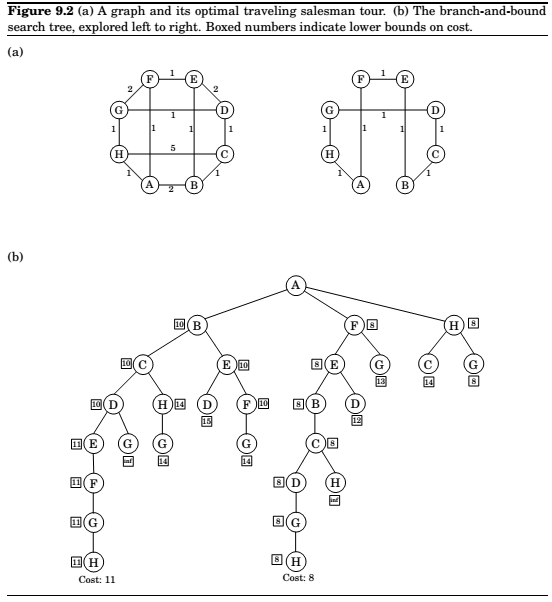 Figure 9.2 (a) A graph and its optimal traveling salesman tour. (b) The branch-and-bound
search tree, explored left to right. Boxed numbers indicate lower bounds on cost.
(a)
F 1 E F 1 E
2 2
G 1 D G 1 D
1 1 1 1 1 1 1 1
H 5 C H C
1 1 1 1
A 2 B A B
(b)
A
10 B F 8 H 8
10 C E 10 8 E G C G
13 14 8
10 D H 14 D F 10 8 B D
15 12
11 E G G G C 8
inf 14 14
11 F 8 D H
inf
11 G 8 G
11 H 8 H
Cost: 11 Cost: 8